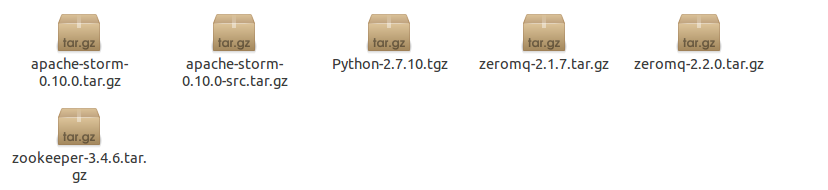 tar.gz tar.gz tar.gz tar.gz tar.gz
apache-storm- apache-storm- Python-2.7.10.tgz zeromq-2.1.7.tar.gz zeromq-2.2.0.tar.gz
0.10.0.tar.gz 0.10.0-src.tar.gz
tar.gz
zookeeper-3.4.6.tar.
gz